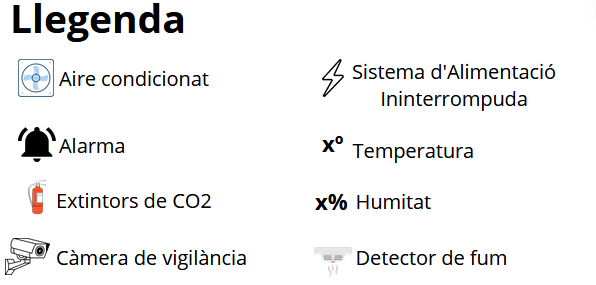 Llegenda
Aire condicionat
Alarma
Extintors de CO2
Càmera de vigilància
Sistema d'Alimentació
Ininterrompuda
xº Temperatura
x% Humitat
Detector de fum